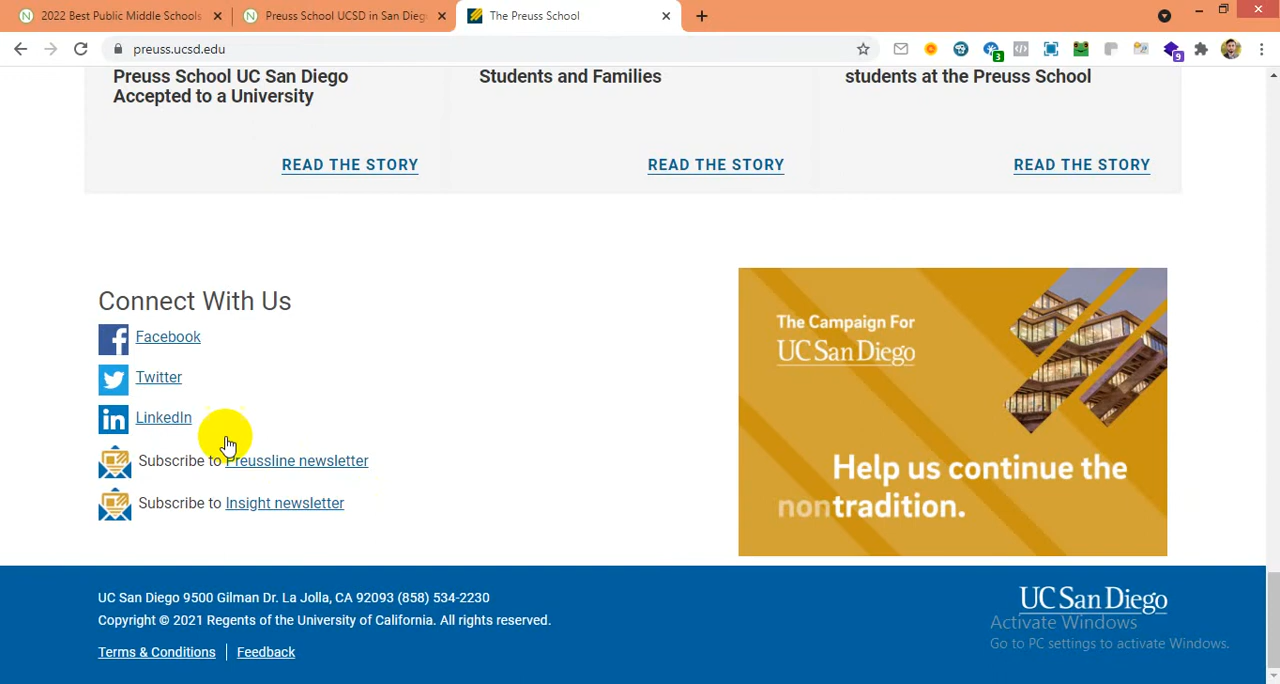 2022 Best Public Middle Schools
Preuss School UCSD in San Dieg
The Preuss School
preuss.ucsd.edu
3
9
Preuss School UC San Diego
Accepted to a University
Students and Families
students at the Preuss School
READ THE STORY
READ THE STORY
READ THE STORY
Connect With Us
Facebook
Twitter
LinkedIn
Subscribe to Preussline newsletter
Subscribe to Insight newsletter
The Campaign For
UC San Diego
Help us continue the
nontradition.
UC San Diego 9500 Gilman Dr. La Jolla, CA 92093 (858) 534-2230
Copyright © 2021 Regents of the University of California. All rights reserved.
Terms & Conditions
Feedback
UC San Diego
Activate Windows
Go to PC settings to activate Windows.